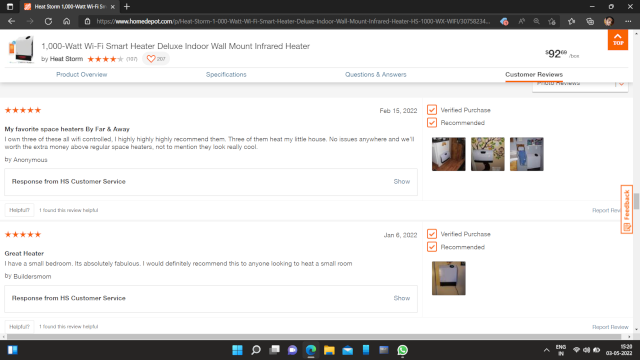 Heat Storm 1,000-Watt Wi-Fi Sm
https://www.homedepot.com/p/Heat-Storm-1-000-Watt-Wi-Fi-Smart-Heater-Deluxe-Indoor-Wall-Mount-Infrared-Heater-HS-1000-WX-WIFI/30758234...
1,000-Watt Wi-Fi Smart Heater Deluxe Indoor Wall Mount Infrared Heater
by Heat Storm (107) 207
$92.69 /box
TOP
Product Overview Specifications Questions & Answers Customer Reviews
Photo Reviews
Feb 15, 2022
Verified Purchase
Recommended
My favorite space heaters By Far & Away
I own three of these all wifi controlled, I highly highly highly recommend them. Three of them heat my little house. No issues anywhere and we'll
worth the extra money above regular space heaters, not to mention they look really cool.
by Anonymous
Response from HS Customer Service Show
Helpful? 1 found this review helpful Report Revie
Feedback
Jan 6, 2022
Verified Purchase
Recommended
Great Heater
I have a small bedroom. Its absolutely fabulous. I would definitely recommend this to anyone looking to heat a small room
by Buildersmom
Response from HS Customer Service Show
Helpful? 1 found this review helpful Report Review
ENG
IN
15:20
03-05-2022